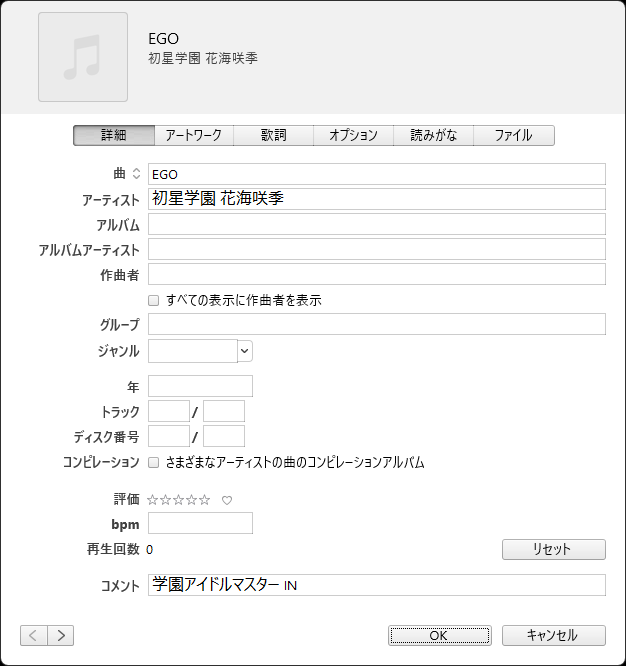 EGO
初星学園 花海咲季
詳細 アートワーク 歌詞 オプション 読みがな ファイル
曲 EGO
アーティスト 初星学園 花海咲季
アルバム
アルバムアーティスト
作曲者
すべての表示に作曲者を表示
グループ
ジャンル
年
トラック /
ディスク番号 /
コンピレーション さまざまなアーティストの曲のコンピレーションアルバム
評価 ☆☆☆☆☆ ♡
bpm
再生回数 0 リセット
コメント 学園アイドルマスター IN
< > OK キャンセル